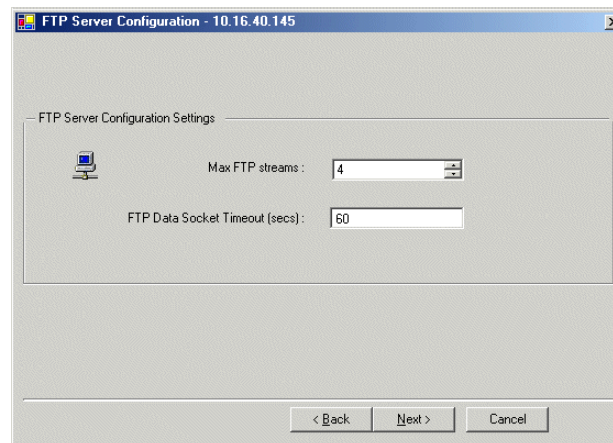 FTP Server Configuration - 10.16.40.145
FTP Server Configuration Settings
Max FTP streams : 4
FTP Data Socket Timeout (secs) : 60
< Back Next > Cancel